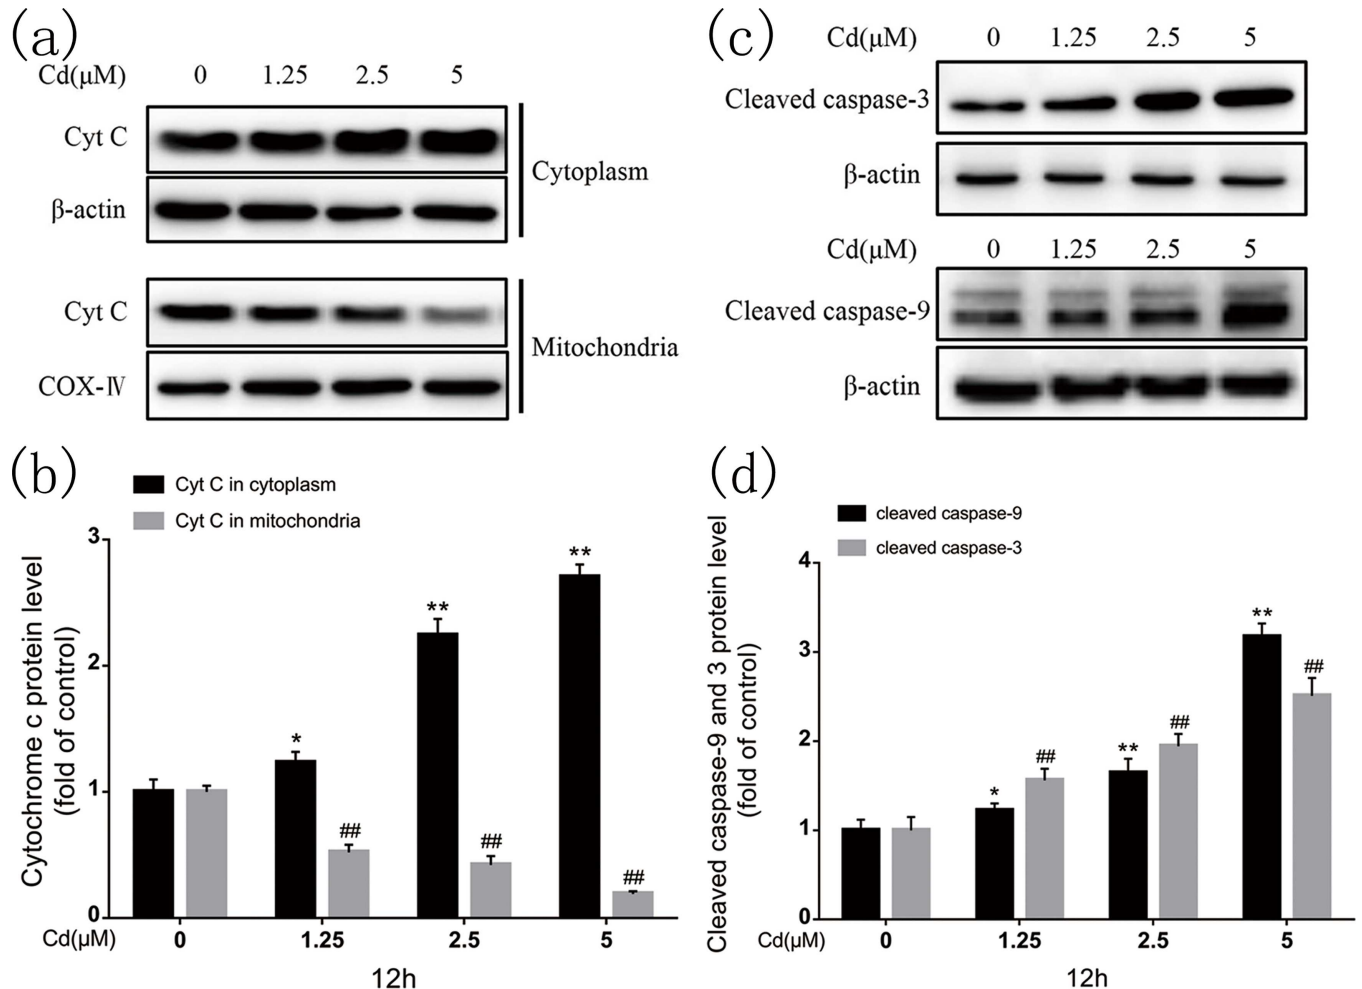 (a)
Cd(μM) 0 1.25 2.5 5
Cyt C
β-actin
Cytoplasm
Cyt C
COX-Ⅳ
Mitochondria
(c)
Cd(μM) 0 1.25 2.5 5
Cleaved caspase-3
β-actin
Cd(μM) 0 1.25 2.5 5
Cleaved caspase-9
β-actin
(b)
Cyt C in cytoplasm
Cyt C in mitochondria
Cytochrome c protein level
(fold of control)
3
2
1
0
*
**
**
##
##
##
Cd(μM) 0 1.25 2.5 5
12h
(d)
cleaved caspase-9
cleaved caspase-3
Cleaved caspase-9 and 3 protein level
(fold of control)
4
3
2
1
0
*
##
**
##
**
##
Cd(μM) 0 1.25 2.5 5
12h